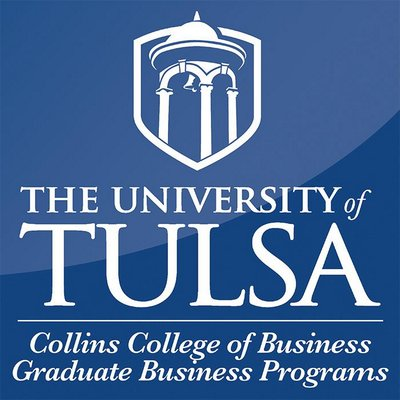 THE UNIVERSITY of
TULSA
Collins College of Business
Graduate Business Programs